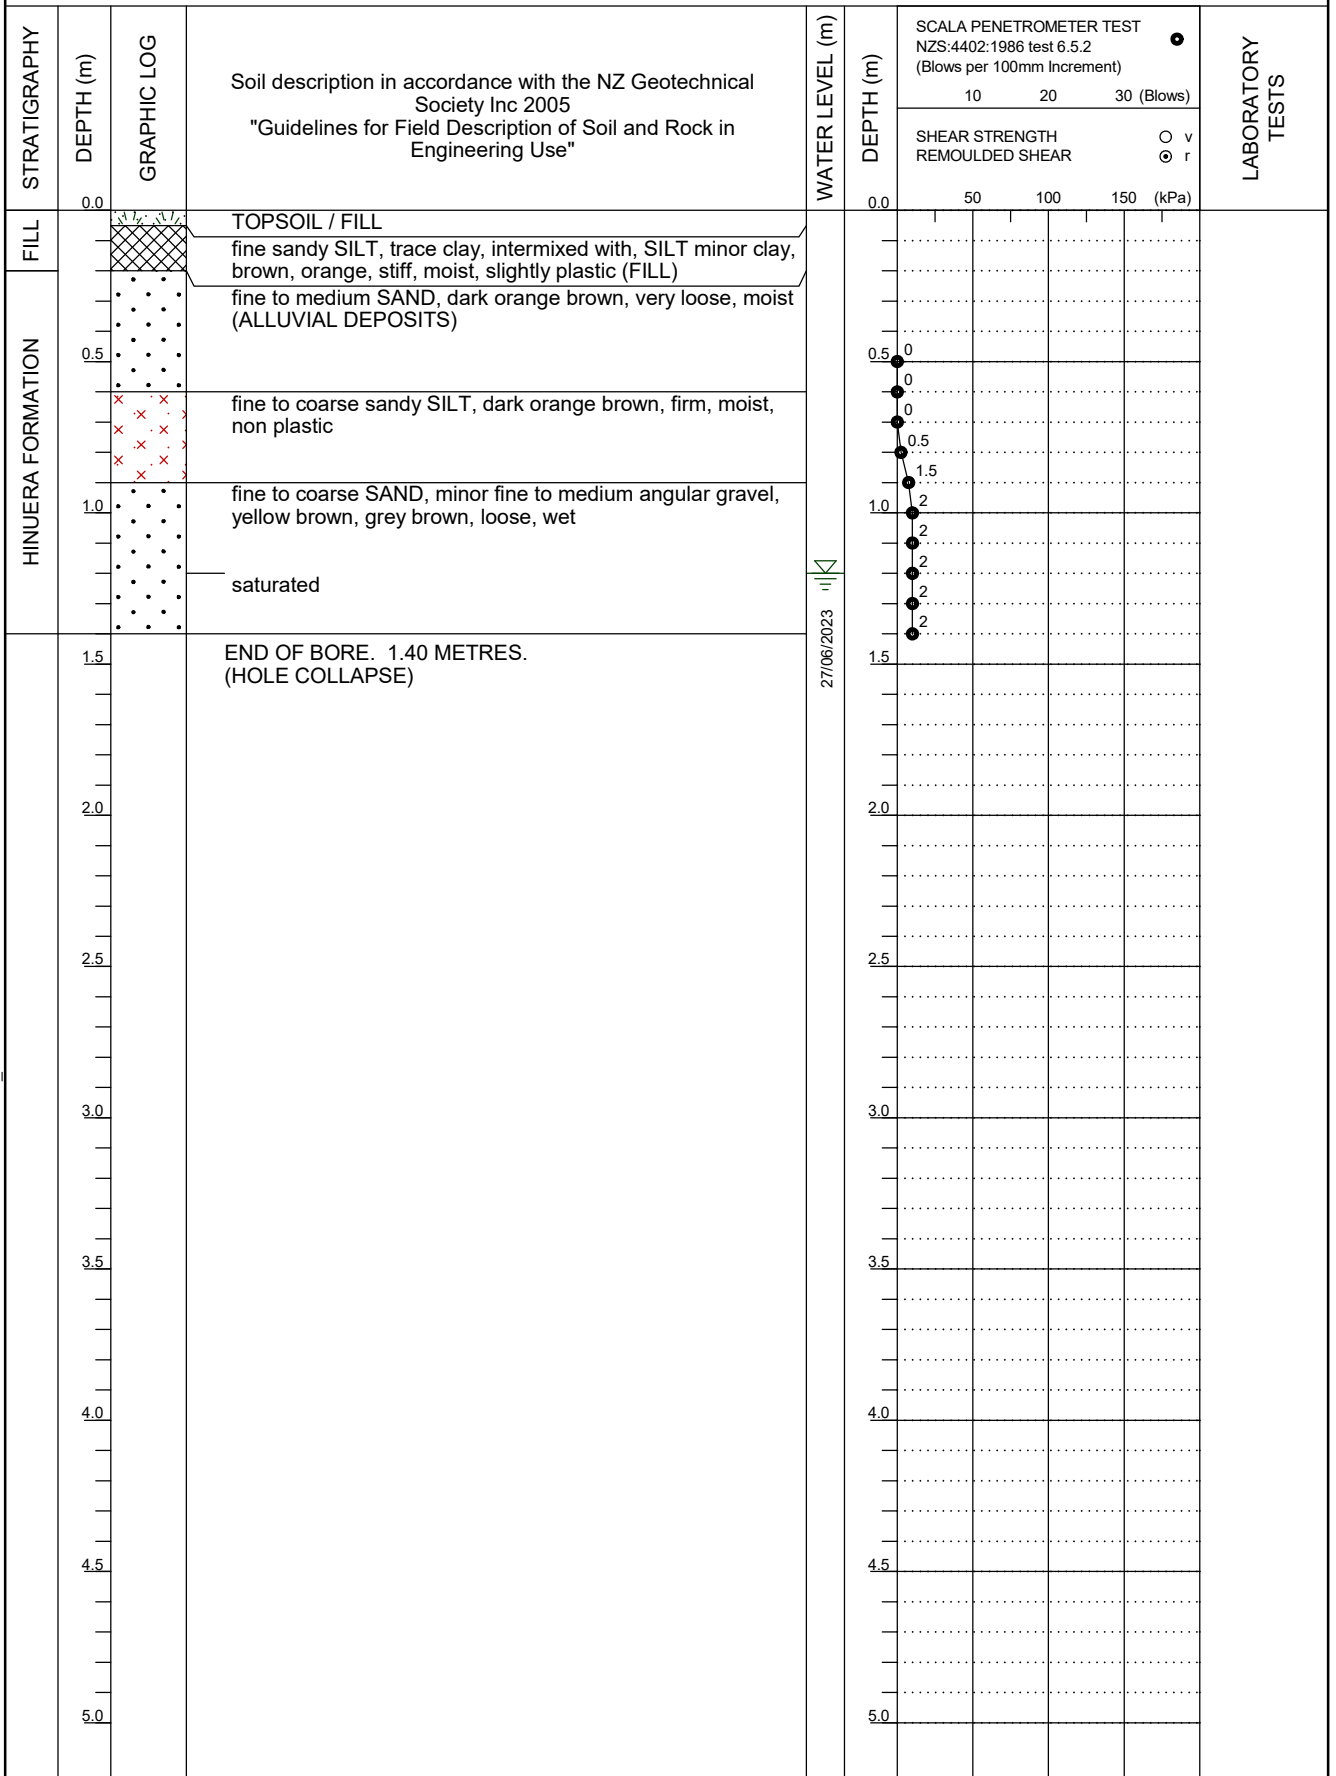 STRATIGRAPHY
DEPTH (m)
GRAPHIC LOG
Soil description in accordance with the NZ Geotechnical
Society Inc 2005
"Guidelines for Field Description of Soil and Rock in
Engineering Use"
WATER LEVEL (m)
DEPTH (m)
SCALA PENETROMETER TEST
NZS:4402:1986 test 6.5.2
(Blows per 100mm Increment)
10 20 30 (Blows)
SHEAR STRENGTH v
REMOULDED SHEAR r
50 100 150 (kPa)
LABORATORY
TESTS
0.0
0.0
FILL
TOPSOIL / FILL
fine sandy SILT, trace clay, intermixed with, SILT minor clay,
brown, orange, stiff, moist, slightly plastic (FILL)
HINUERA FORMATION
fine to medium SAND, dark orange brown, very loose, moist
(ALLUVIAL DEPOSITS)
0.5
fine to coarse sandy SILT, dark orange brown, firm, moist,
non plastic
fine to coarse SAND, minor fine to medium angular gravel,
yellow brown, grey brown, loose, wet
1.0
saturated
END OF BORE. 1.40 METRES.
(HOLE COLLAPSE)
1.5
2.0
2.5
3.0
3.5
4.0
4.5
5.0
27/06/2023
0.5
1.0
1.5
2.0
2.5
3.0
3.5
4.0
4.5
5.0
0
0
0
0.5
1.5
2
2
2
2
2